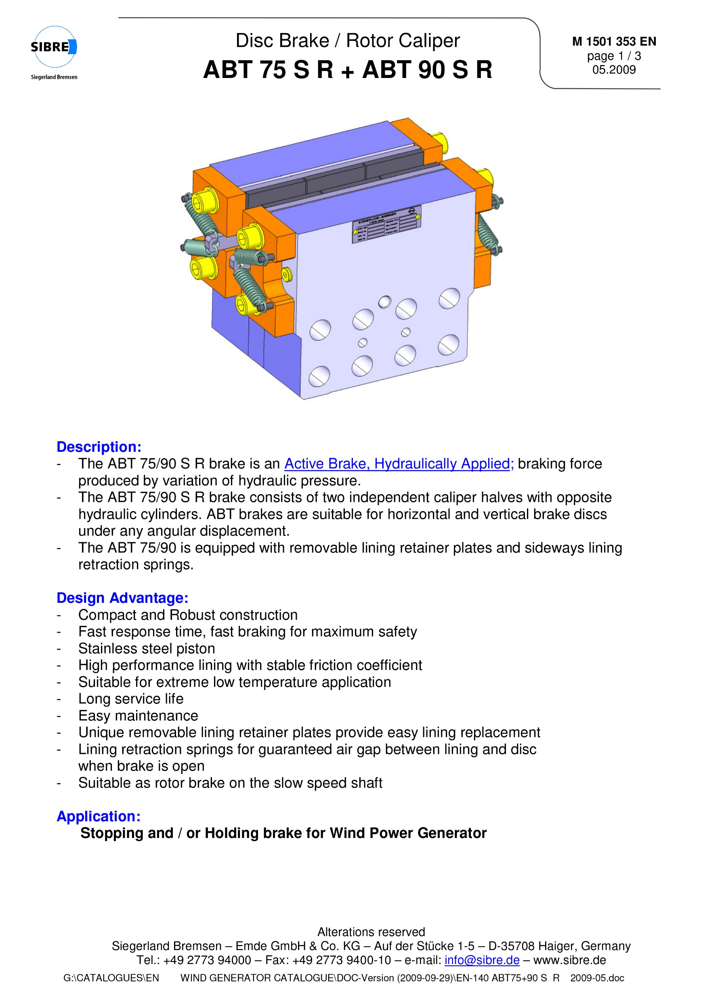 SIBRE
Siegerland Bremsen
Disc Brake / Rotor Caliper
ABT 75 S R + ABT 90 S R
M 1501 353 EN
page 1 / 3
05.2009
SIEGERLAND-BREMSEN
Description:
- The ABT 75/90 S R brake is an Active Brake, Hydraulically Applied; braking force
produced by variation of hydraulic pressure.
- The ABT 75/90 S R brake consists of two independent caliper halves with opposite
hydraulic cylinders. ABT brakes are suitable for horizontal and vertical brake discs
under any angular displacement.
- The ABT 75/90 is equipped with removable lining retainer plates and sideways lining
retraction springs.
Design Advantage:
- Compact and Robust construction
- Fast response time, fast braking for maximum safety
- Stainless steel piston
- High performance lining with stable friction coefficient
- Suitable for extreme low temperature application
- Long service life
- Easy maintenance
- Unique removable lining retainer plates provide easy lining replacement
- Lining retraction springs for guaranteed air gap between lining and disc
when brake is open
- Suitable as rotor brake on the slow speed shaft
Application:
Stopping and / or Holding brake for Wind Power Generator
Alterations reserved
Siegerland Bremsen – Emde GmbH & Co. KG – Auf der Stücke 1-5 – D-35708 Haiger, Germany
Tel.: +49 2773 94000 – Fax: +49 2773 9400-10 – e-mail: info@sibre.de – www.sibre.de
G:\CATALOGUES\EN WIND GENERATOR CATALOGUE\DOC-Version (2009-09-29)\EN-140 ABT75+90 S R 2009-05.doc